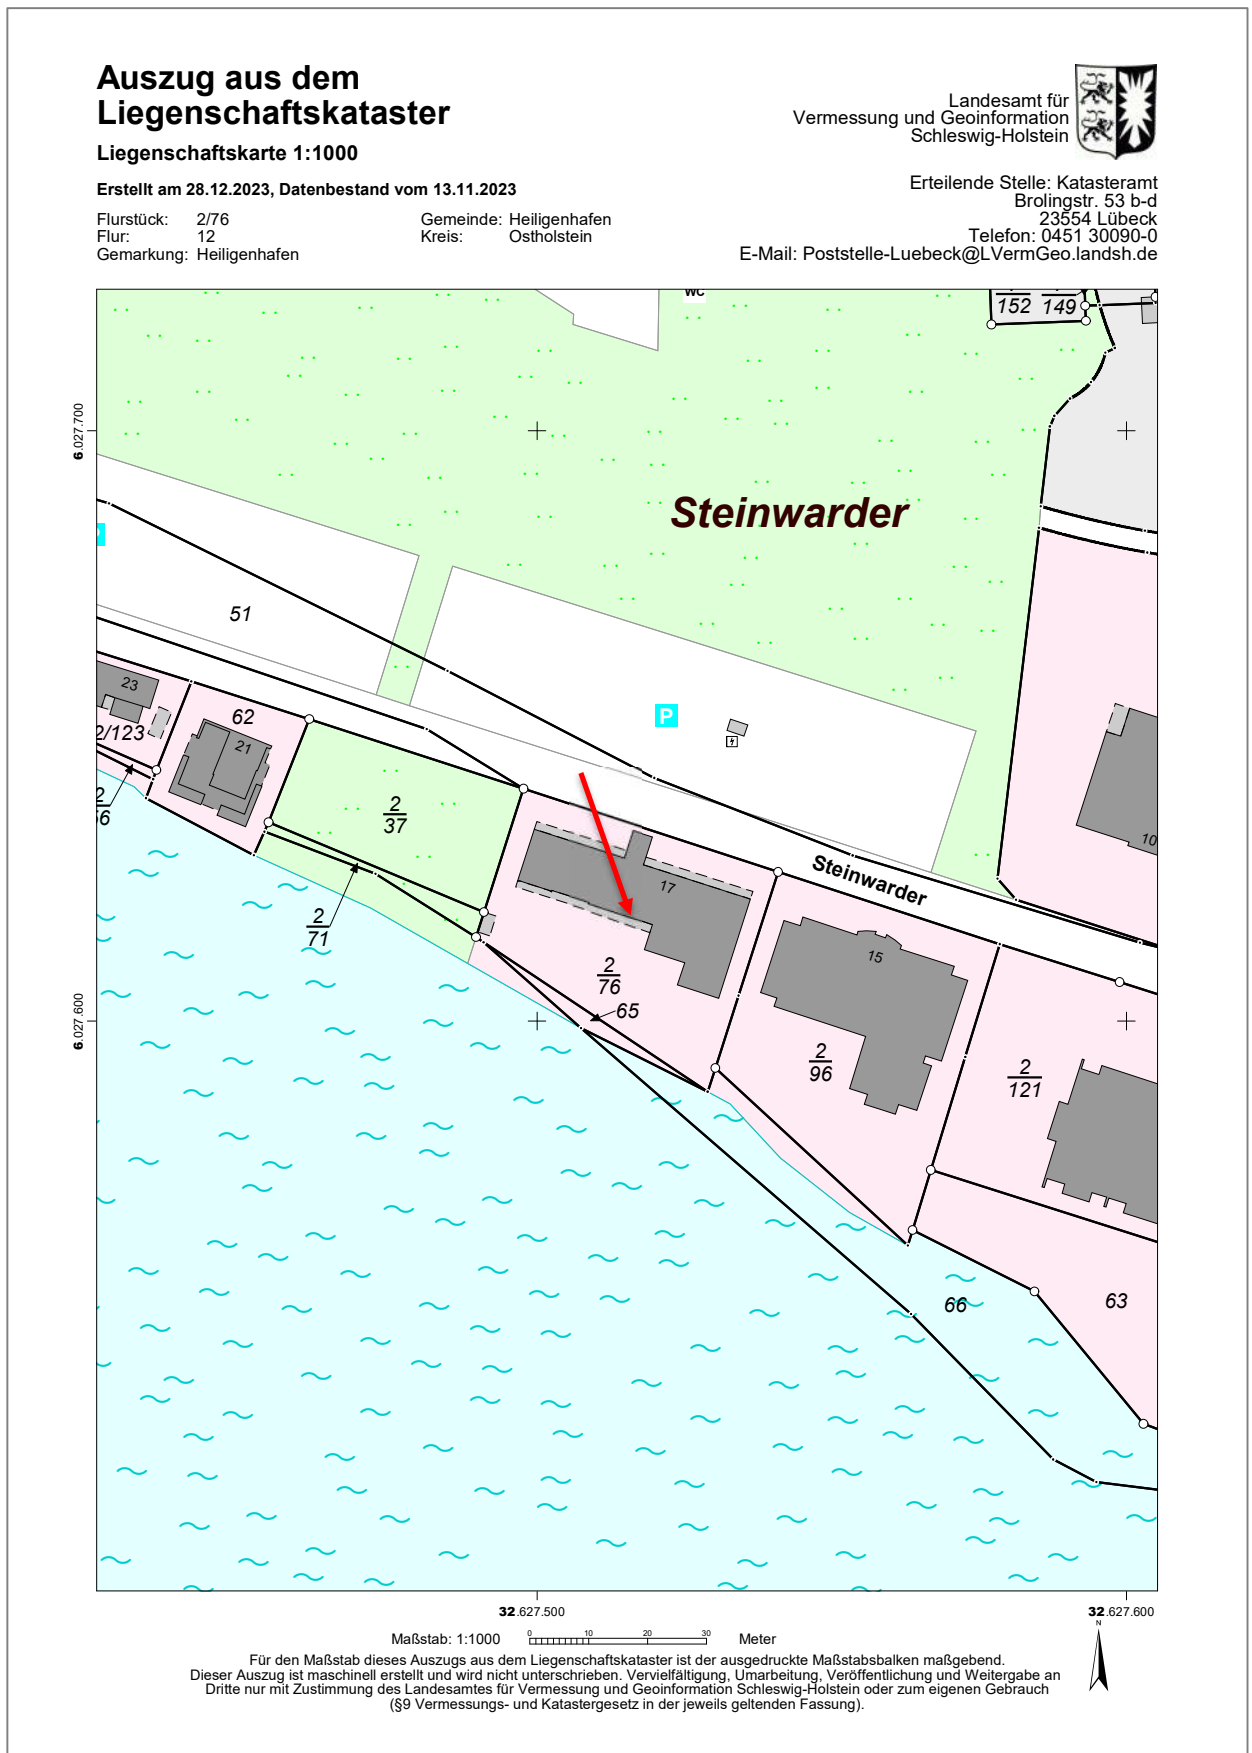 Auszug aus dem
Liegenschaftskataster
Liegenschaftskarte 1:1000
Erstellt am 28.12.2023, Datenbestand vom 13.11.2023
Flurstück: 2/76
Flur: 12
Gemarkung: Heiligenhafen
Gemeinde: Heiligenhafen
Kreis: Ostholstein
Landesamt für
Vermessung und Geoinformation
Schleswig-Holstein
Erteilende Stelle: Katasteramt
Brolingstr. 53 b-d
23554 Lübeck
Telefon: 0451 30090-0
E-Mail: Poststelle-Luebeck@LVermGeo.landsh.de
WC
152 149
6.027.700
Steinwarder
51
23
62
P
2/123
21
2
37
10
Steinwarder
17
2
71
15
2
76
65
6.027.600
2
96
2
121
66
63
32.627.500
32.627.600
Maßstab: 1:1000
0 10 20 30
Meter
N
Für den Maßstab dieses Auszugs aus dem Liegenschaftskataster ist der ausgedruckte Maßstabsbalken maßgebend.
Dieser Auszug ist maschinell erstellt und wird nicht unterschrieben. Vervielfältigung, Umarbeitung, Veröffentlichung und Weitergabe an
Dritte nur mit Zustimmung des Landesamtes für Vermessung und Geoinformation Schleswig-Holstein oder zum eigenen Gebrauch
(§9 Vermessungs- und Katastergesetz in der jeweils geltenden Fassung).